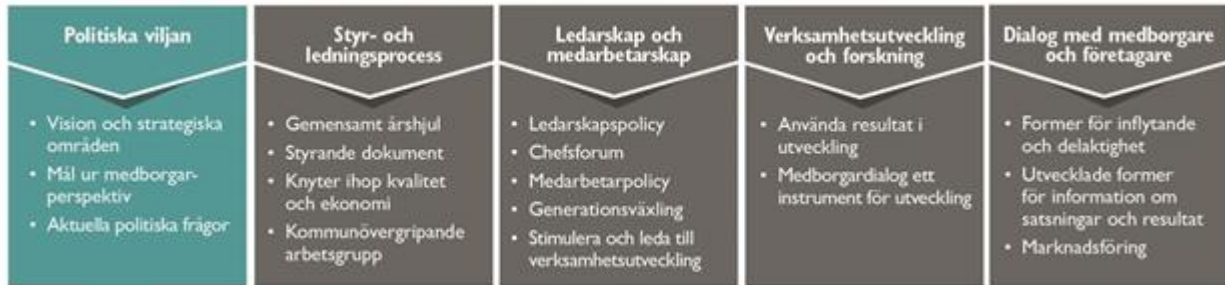 Politiska viljan
• Vision och strategiska
områden
• Mål ur medborgar-
perspektiv
• Aktuella politiska frågor
Styr- och
ledningsprocess
• Gemensamt årshjul
• Styrande dokument
• Knyter ihop kvalitet
och ekonomi
• Kommunövergripande
arbetsgrupp
Ledarskap och
medarbetarskap
• Ledarskapspolicy
• Chefsforum
• Medarbetarpolicy
• Generationsväxling
• Stimulera och leda till
verksamhetsutveckling
Verksamhetsutveckling
och forskning
• Använda resultat i
utveckling
• Medborgardialog ett
instrument för utveckling
Dialog med medborgare
och företagare
• Former för inflytande
och delaktighet
• Utvecklade former
för information om
satsningar och resultat
• Marknadsföring